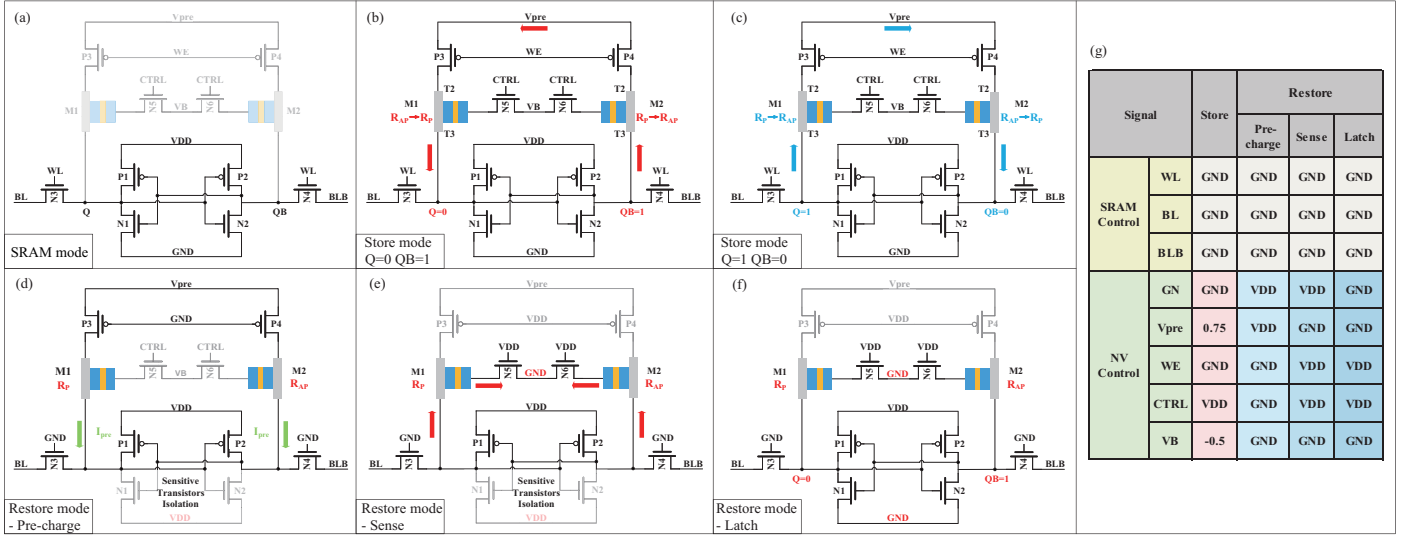 (a)
Vpre
P3
WE
P4
CTRL
CTRL
N5
N6
M1
VB
M2
VDD
WL
P1
P2
WL
BL
N3
Q
QB
N4
BLB
N1
N2
GND
SRAM mode
(b)
Vpre
P3
WE
P4
CTRL
CTRL
T2
T2
N5
N6
M1
VB
M2
RAP→RP
RP→RAP
T3
T3
VDD
WL
P1
P2
WL
BL
N3
Q=0
QB=1
N4
BLB
N1
N2
GND
Store mode
Q=0 QB=1
(c)
Vpre
P3
WE
P4
CTRL
CTRL
T2
T2
N5
N6
M1
VB
M2
RP→RAP
RAP→RP
T3
T3
VDD
WL
P1
P2
WL
BL
N3
Q=1
QB=0
N4
BLB
N1
N2
GND
Store mode
Q=1 QB=0
(d)
Vpre
P3
GND
P4
CTRL
CTRL
N5
N6
M1
VB
M2
RP
RAP
VDD
Ipre
Ipre
GND
P1
P2
GND
BL
N3
N4
BLB
N1
Sensitive
Transistors
Isolation
N2
VDD
Restore mode
- Pre-charge
(e)
Vpre
P3
VDD
P4
VDD
VDD
N5
N6
M1
GND
M2
RP
RAP
VDD
GND
P1
P2
GND
BL
N3
N4
BLB
N1
Sensitive
Transistors
Isolation
N2
VDD
Restore mode
- Sense
(f)
Vpre
P3
VDD
P4
VDD
VDD
N5
N6
M1
GND
M2
RP
RAP
VDD
GND
P1
P2
GND
BL
N3
Q=0
QB=1
N4
BLB
N1
N2
GND
Restore mode
- Latch
(g)
Signal Store Restore
Pre-
charge Sense Latch
SRAM
Control
WL GND GND GND GND
BL GND GND GND GND
BLB GND GND GND GND
NV
Control
GN GND VDD VDD GND
Vpre 0.75 VDD GND GND
WE GND GND VDD VDD
CTRL VDD GND VDD VDD
VB -0.5 GND GND GND